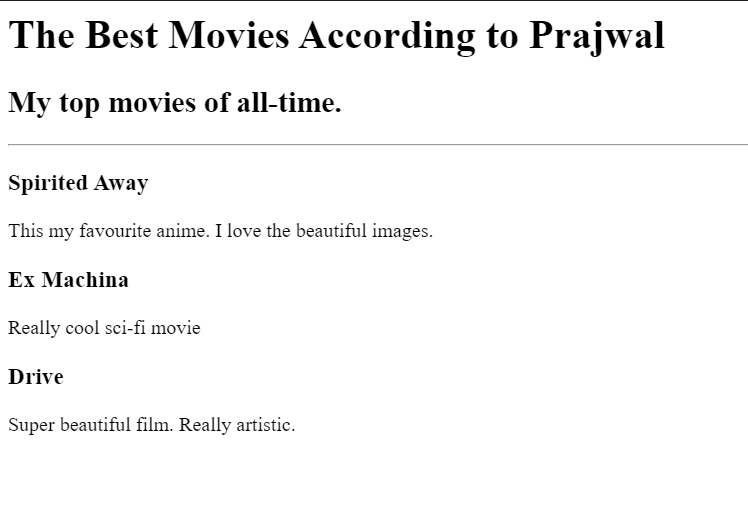 The Best Movies According to Prajwal
My top movies of all-time.
Spirited Away
This my favourite anime. I love the beautiful images.
Ex Machina
Really cool sci-fi movie
Drive
Super beautiful film. Really artistic.